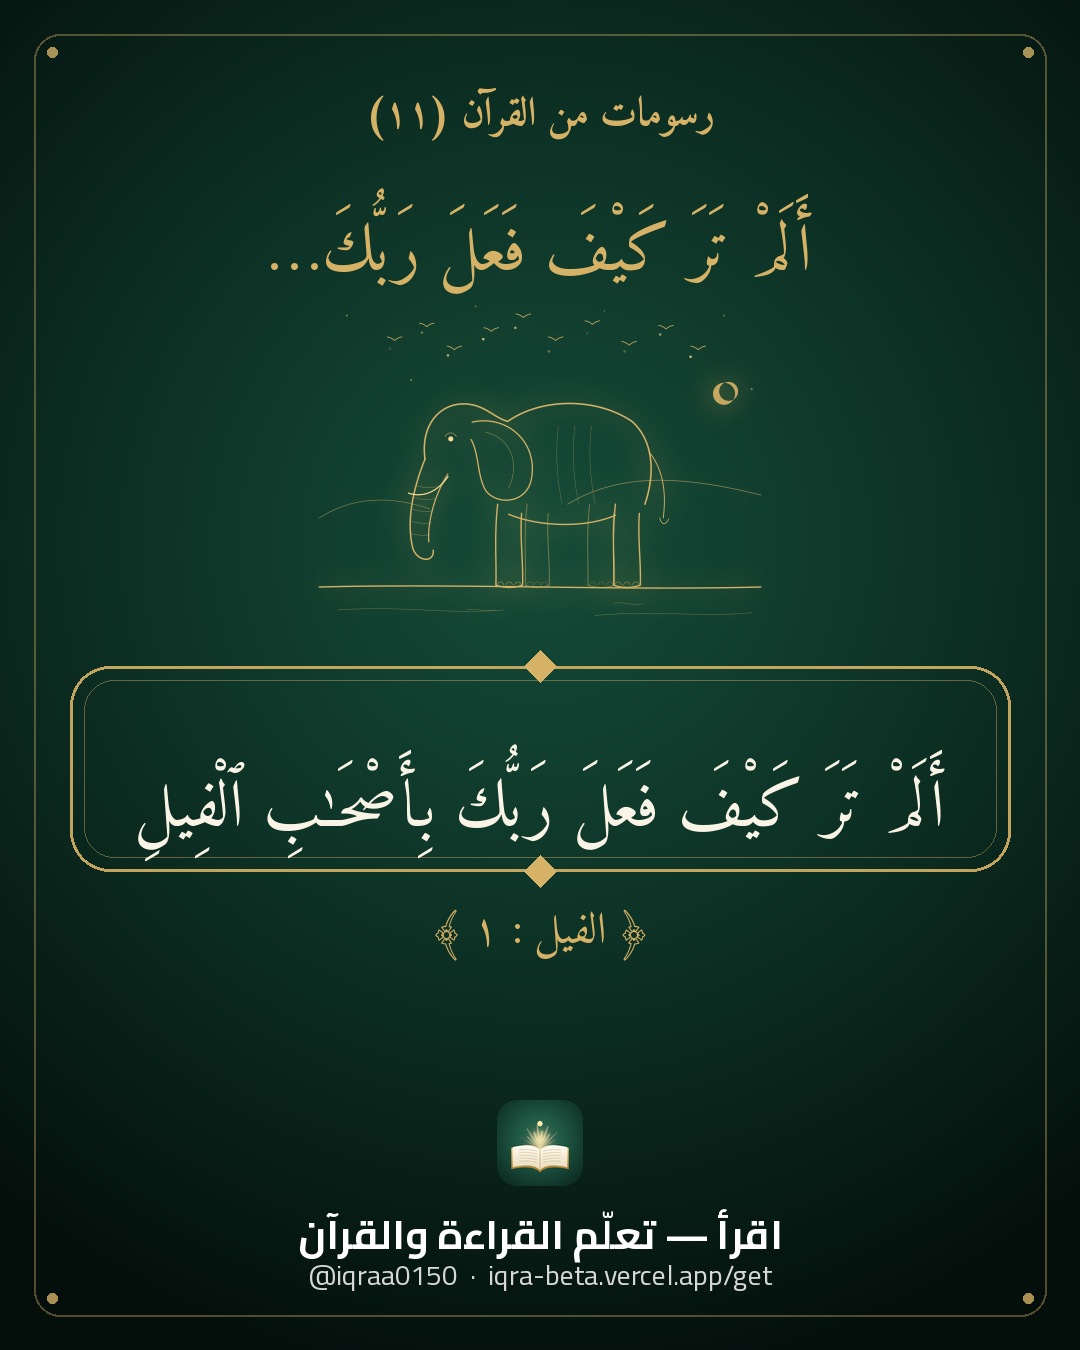 رسومات من القرآن (١١)
أَلَمْ تَرَ كَيْفَ فَعَلَ رَبُّكَ...
أَلَمْ تَرَ كَيْفَ فَعَلَ رَبُّكَ بِأَصْحَـٰبِ ٱلْفِيلِ
﴿ الفيل : ١ ﴾
اقرأ — تعلّم القراءة والقرآن
@iqraa0150 · iqra-beta.vercel.app/get